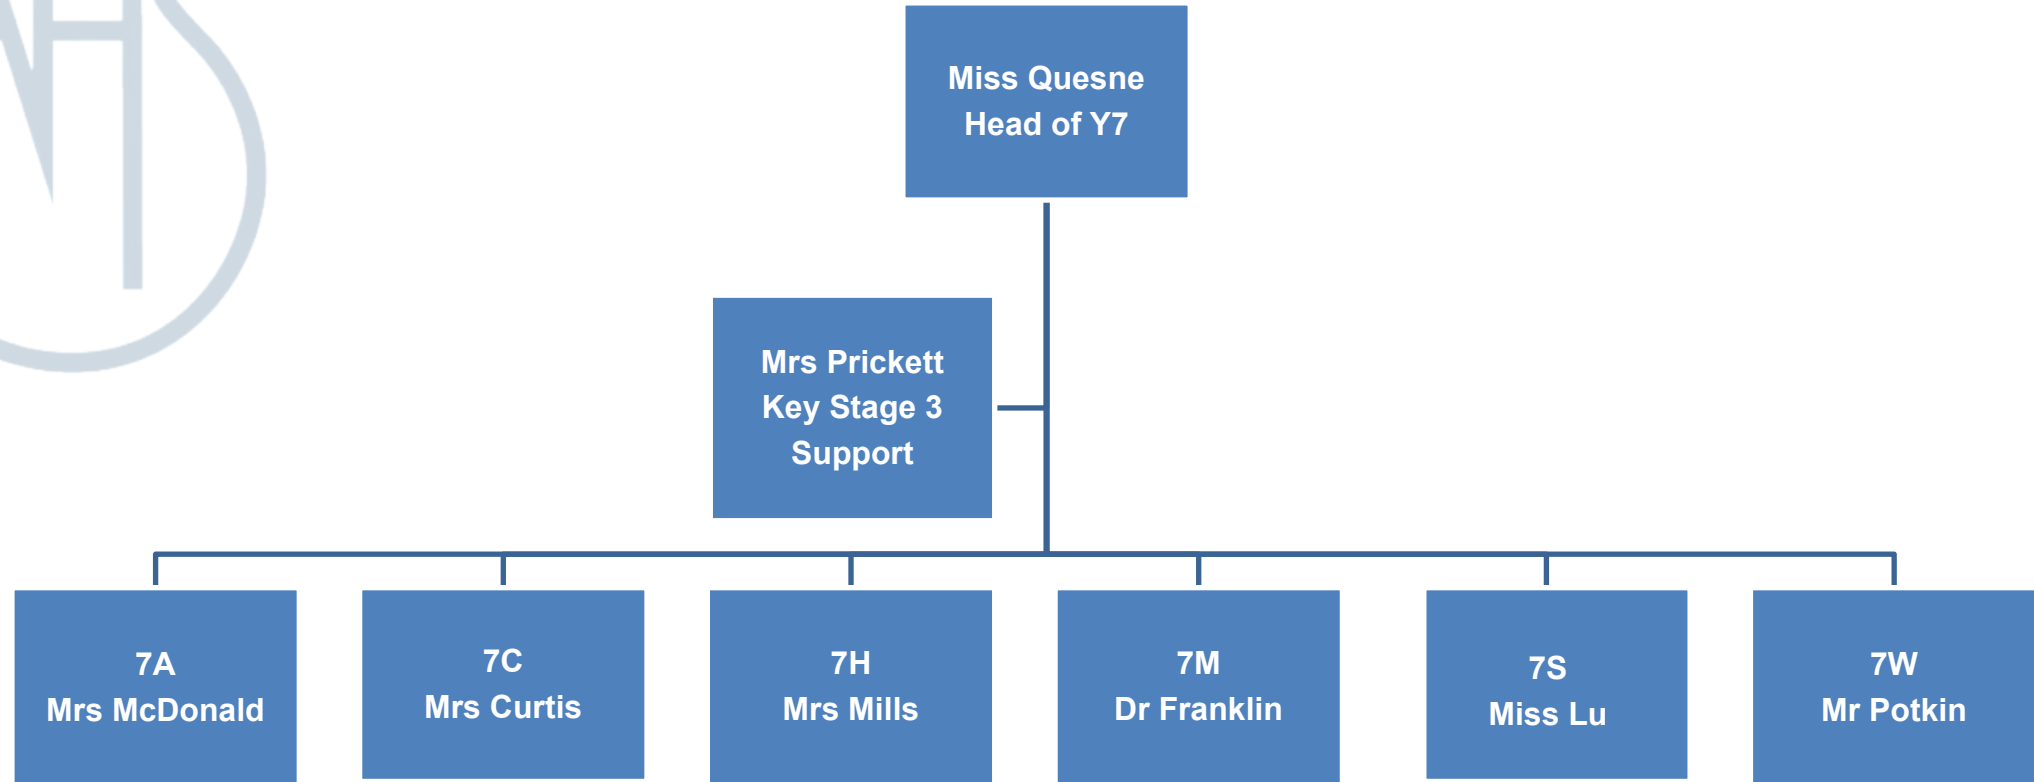 Miss Quesne
Head of Y7
Mrs Prickett
Key Stage 3
Support
7A
Mrs McDonald
7C
Mrs Curtis
7H
Mrs Mills
7M
Dr Franklin
7S
Miss Lu
7W
Mr Potkin